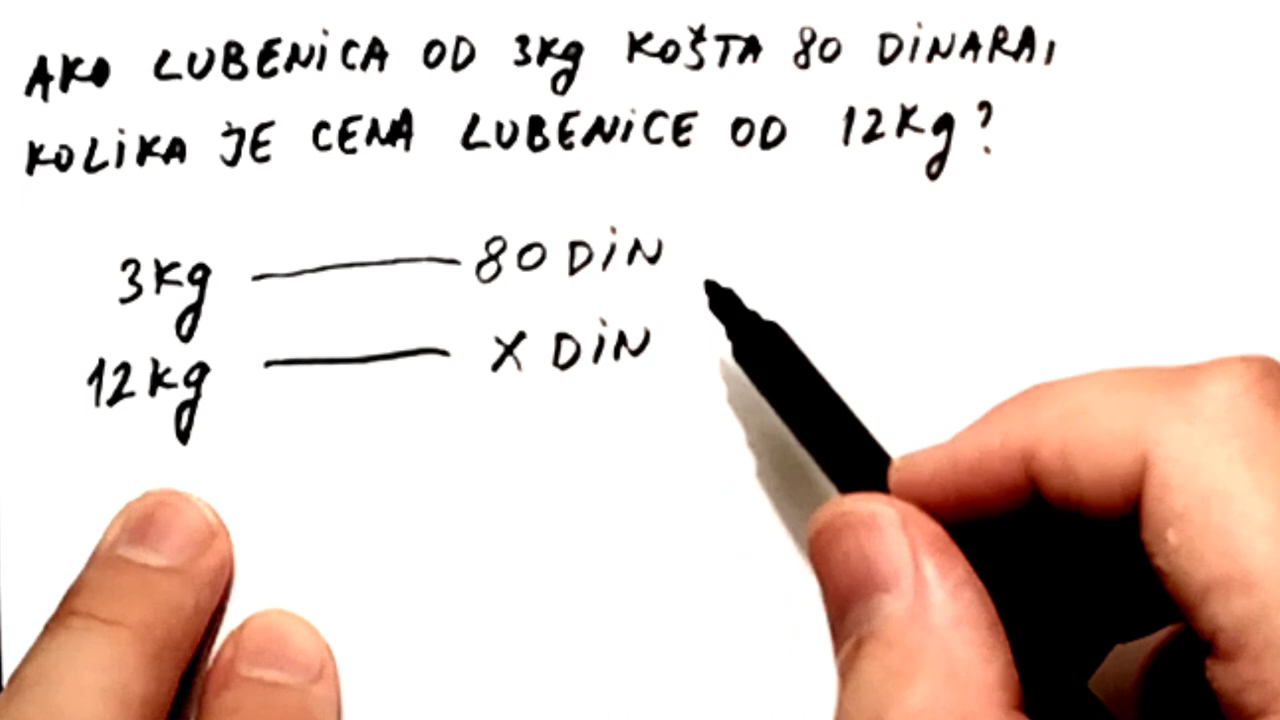 AKO LUBENiCA OD 3Kg KOŠTA 80 DiNARA,
KOLiKA JE CENA LUBENiCE OD 12Kg?
3Kg — 80 DiN
12kg — X DiN